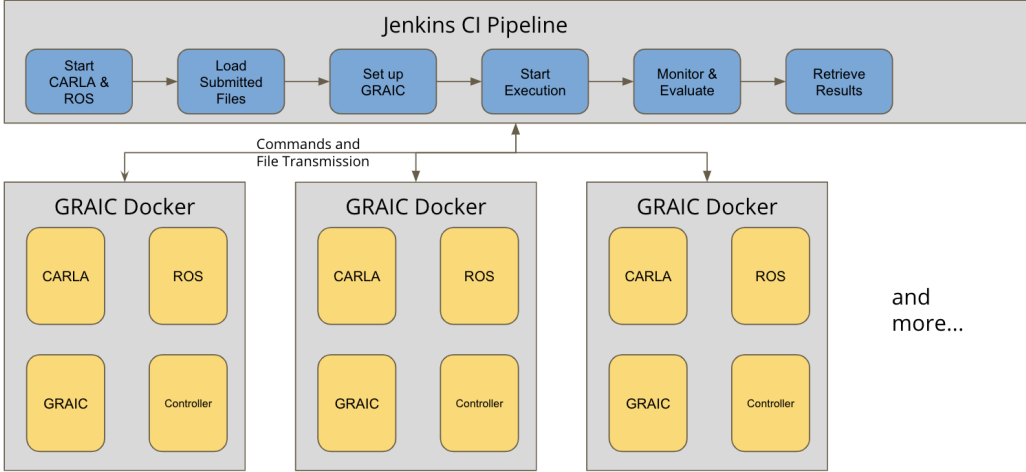 Jenkins CI Pipeline
Start
CARLA &
ROS
Load
Submitted
Files
Set up
GRAIC
Start
Execution
Monitor &
Evaluate
Retrieve
Results
Commands and
File Transmission
GRAIC Docker
CARLA
ROS
GRAIC
Controller
GRAIC Docker
CARLA
ROS
GRAIC
Controller
GRAIC Docker
CARLA
ROS
GRAIC
Controller
and
more...